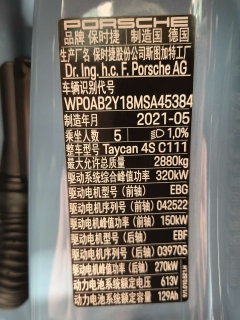 PORSCHE
品牌 保时捷 制造国 德国
生产厂名 保时捷股份公司斯图加特工厂
Dr. Ing. h.c. F. Porsche AG
车辆识别代号
WP0AB2Y18MSA45384
制造年月 2021-05
乘坐人数 5 1,0%
整车型号 Taycan 4S C111
最大允许总质量 2880kg
驱动系统综合峰值功率 320kW
驱动电机型号（前轴） EBG
驱动电机序列号（前轴） 042522
驱动电机峰值功率（前轴） 150kW
驱动电机型号（后轴） EBF
驱动电机序列号（后轴） 039705
驱动电机峰值功率（后轴） 270kW
动力电池系统额定电压 613V
动力电池系统额定容量 129Ah